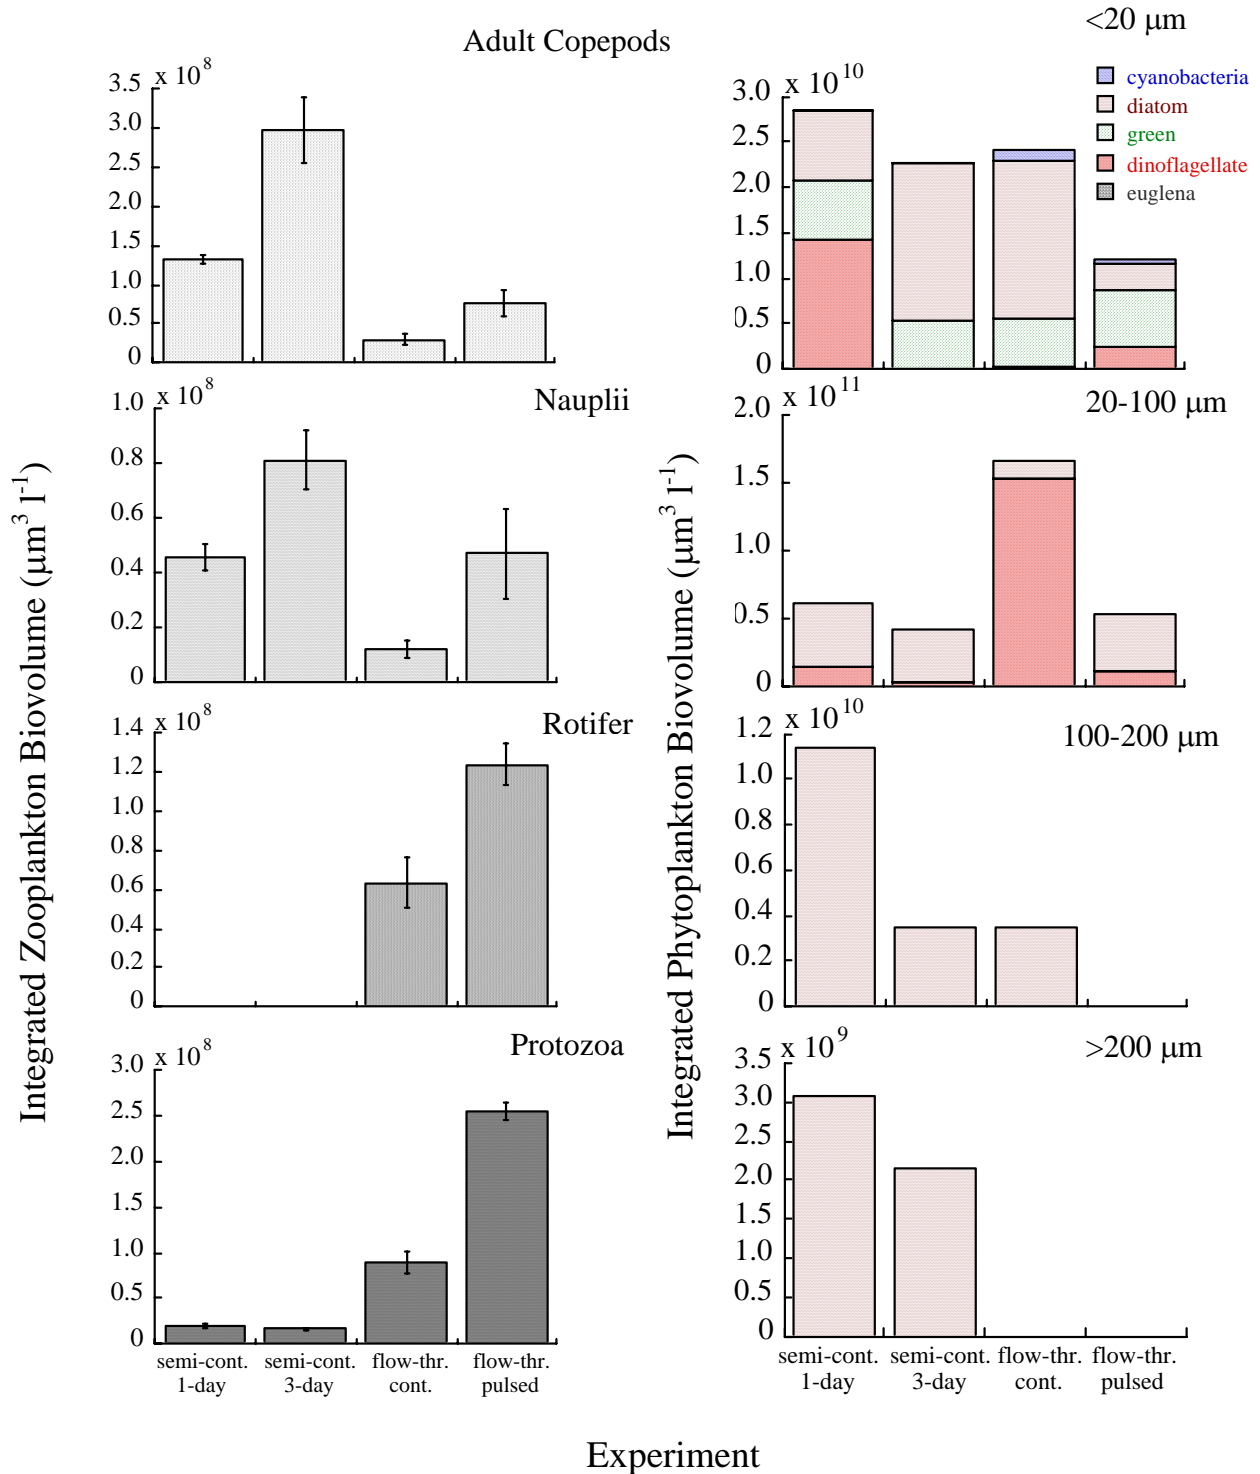 Adult Copepods
x 10^8
3.5
3.0
2.5
2.0
1.5
1.0
0.5
0
<20 μm
cyanobacteria
diatom
green
dinoflagellate
euglena
x 10^10
3.0
2.5
2.0
1.5
1.0
0.5
0
Nauplii
x 10^8
1.0
0.8
0.6
0.4
0.2
0
20-100 μm
x 10^11
2.0
1.5
1.0
0.5
0
Integrated Zooplankton Biovolume (μm^3 l^-1)
Integrated Phytoplankton Biovolume (μm^3 l^-1)
Rotifer
x 10^8
1.4
1.2
1.0
0.8
0.6
0.4
0.2
0
100-200 μm
x 10^10
1.2
1.0
0.8
0.6
0.4
0.2
0
Protozoa
x 10^8
3.0
2.5
2.0
1.5
1.0
0.5
0
semi-cont. 1-day
semi-cont. 3-day
flow-thr. cont.
flow-thr. pulsed
>200 μm
x 10^9
3.5
3.0
2.5
2.0
1.5
1.0
0.5
0
semi-cont. 1-day
semi-cont. 3-day
flow-thr. cont.
flow-thr. pulsed
Experiment